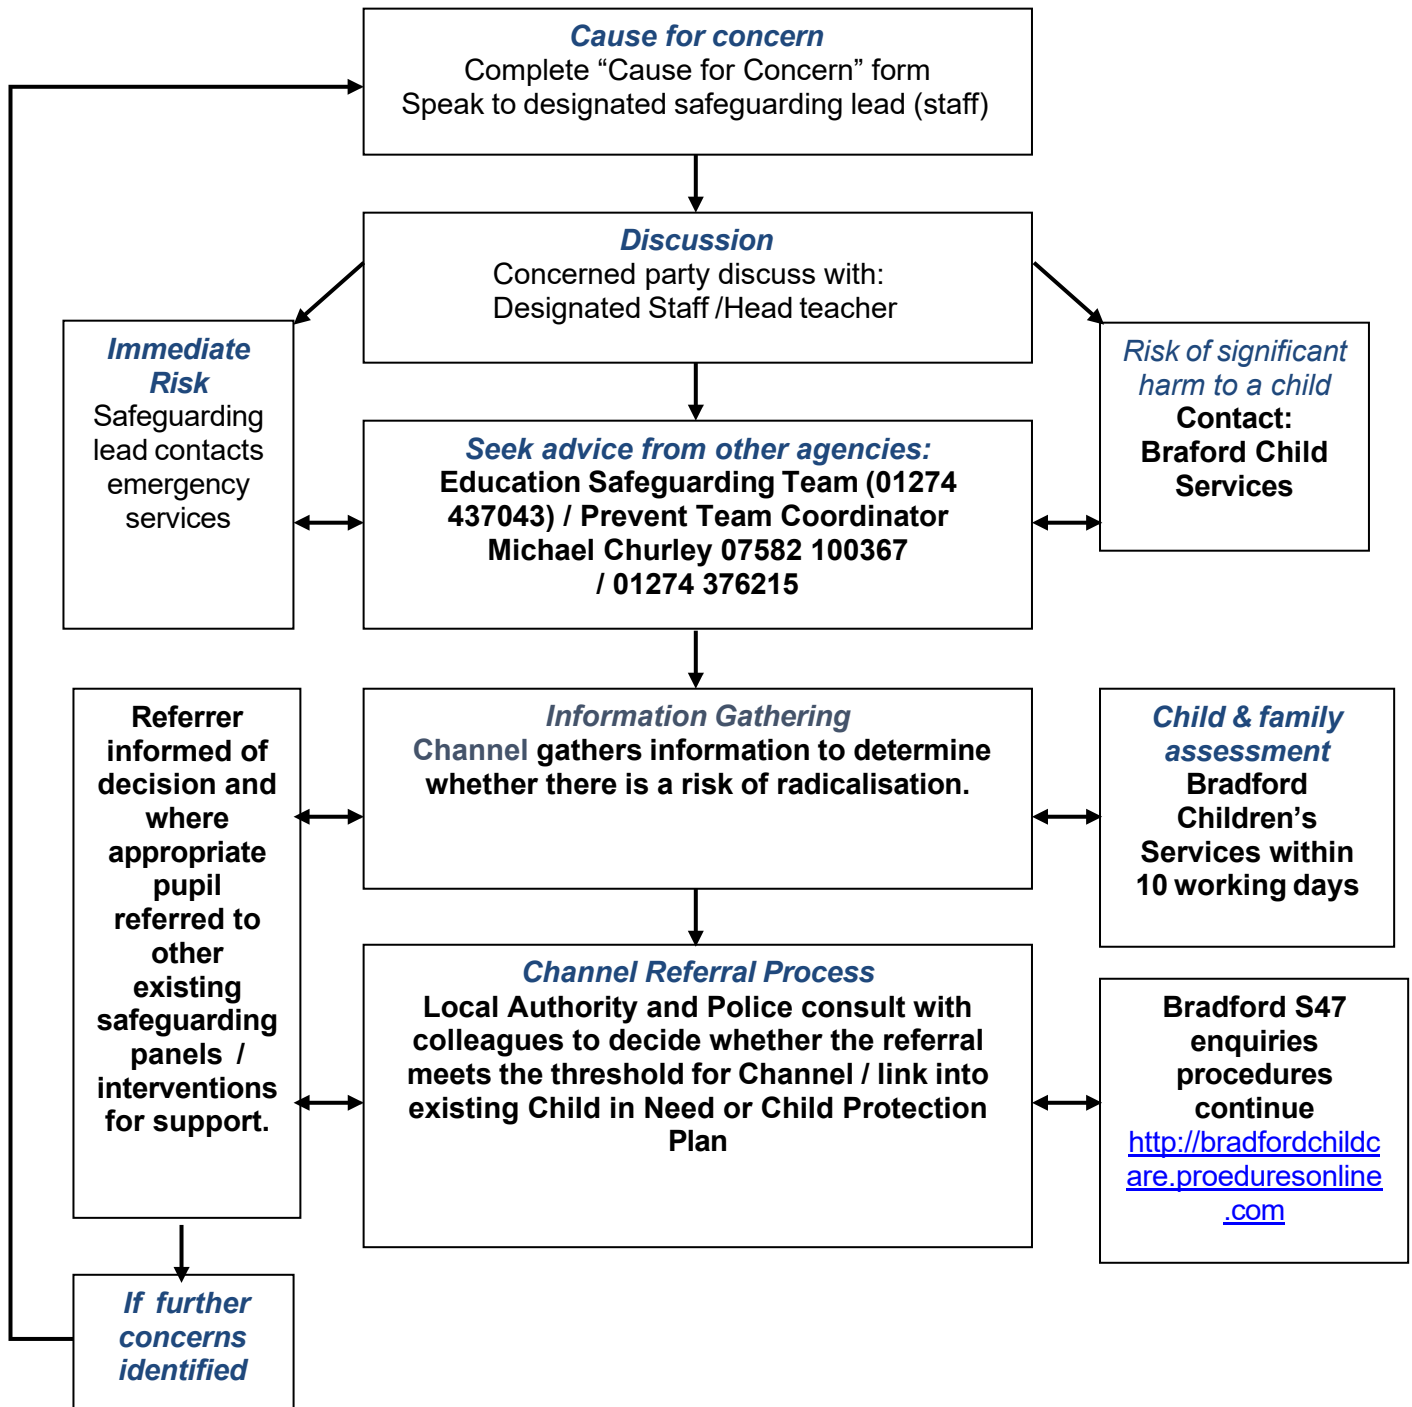 Cause for concern
Complete “Cause for Concern” form
Speak to designated safeguarding lead (staff)
Discussion
Concerned party discuss with:
Designated Staff /Head teacher
Immediate
Risk
Safeguarding
lead contacts
emergency
services
Seek advice from other agencies:
Education Safeguarding Team (01274
437043) / Prevent Team Coordinator
Michael Churley 07582 100367
/ 01274 376215
Risk of significant
harm to a child
Contact:
Braford Child
Services
Referrer
informed of
decision and
where
appropriate
pupil
referred to
other
existing
safeguarding
panels /
interventions
for support.
Information Gathering
Channel gathers information to determine
whether there is a risk of radicalisation.
Child & family
assessment
Bradford
Children’s
Services within
10 working days
Channel Referral Process
Local Authority and Police consult with
colleagues to decide whether the referral
meets the threshold for Channel / link into
existing Child in Need or Child Protection
Plan
Bradford S47
enquiries
procedures
continue
http://bradfordchildc
are.proeduresonline
.com
If further
concerns
identified